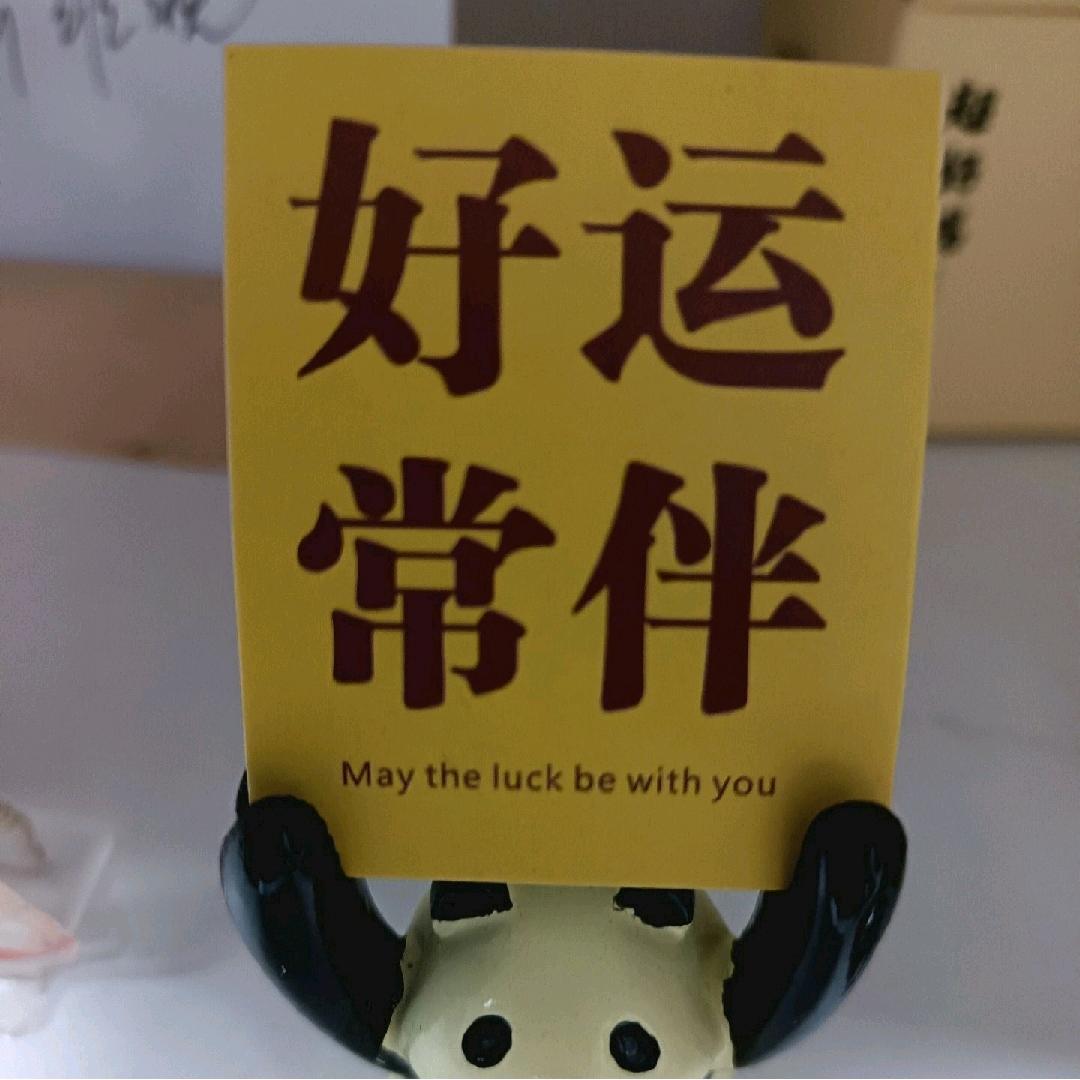 好运
常伴
May the luck be with you